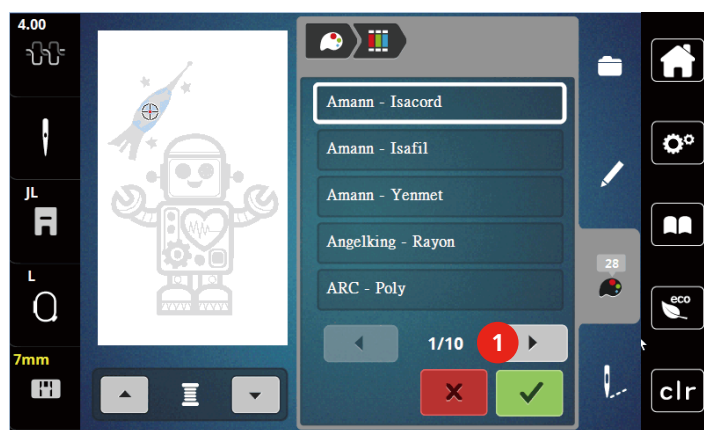 4.00
JL
L
7mm
Amann - Isacord
Amann - Isafil
Amann - Yenmet
Angelking - Rayon
ARC - Poly
1/10
1
28
eco
clr